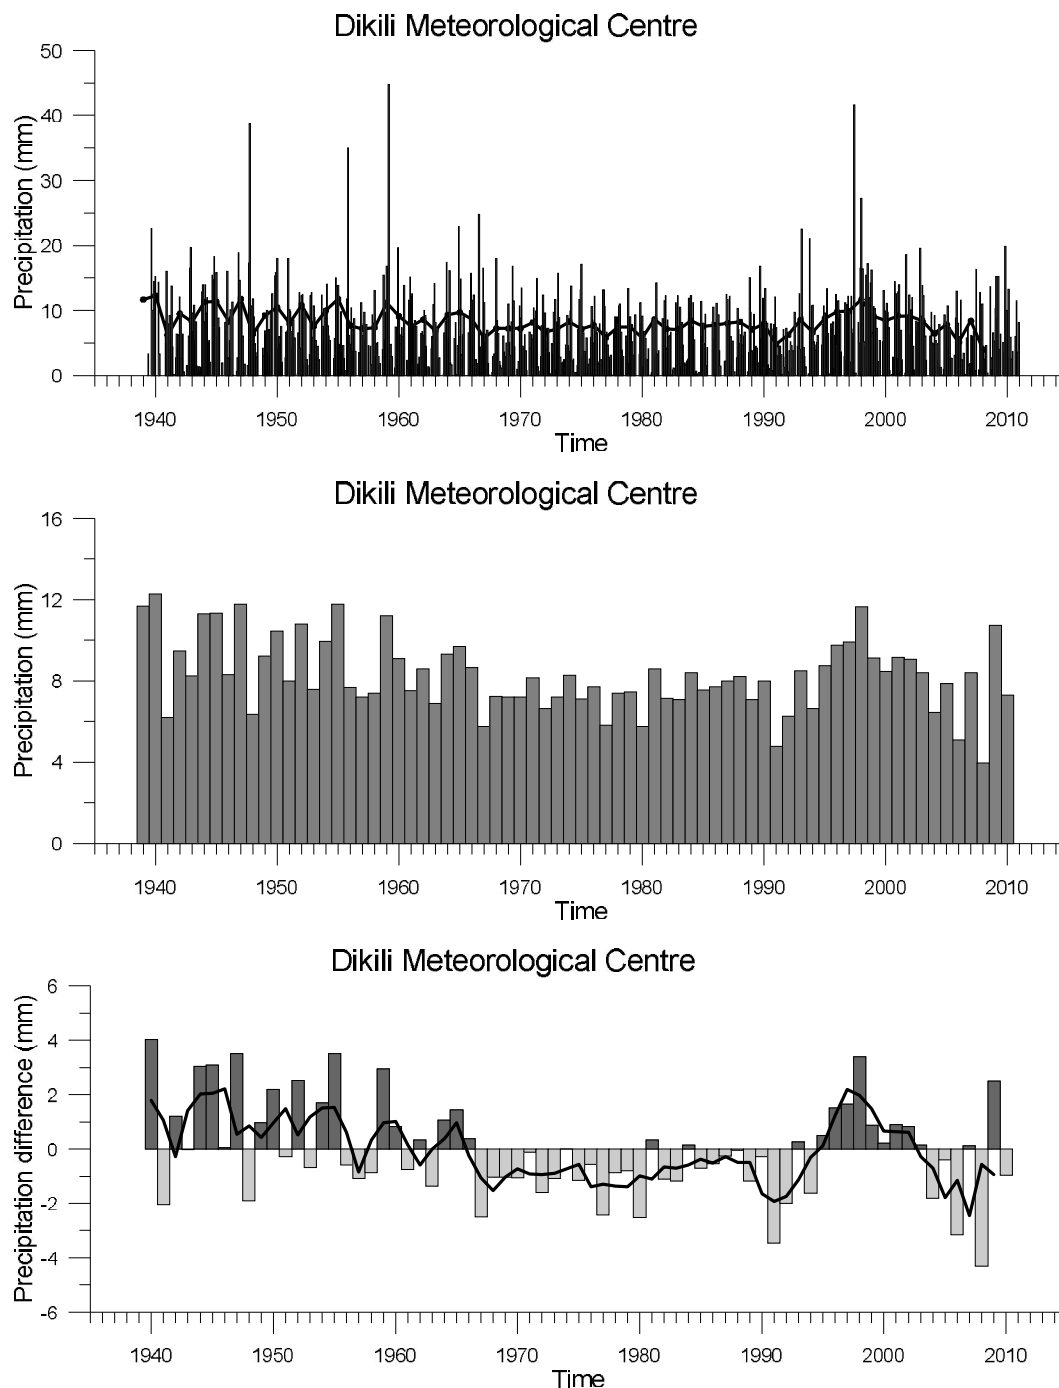 Dikili Meteorological Centre
Precipitation (mm)
50
40
30
20
10
0
1940 1950 1960 1970 1980 1990 2000 2010
Time
Dikili Meteorological Centre
Precipitation (mm)
16
12
8
4
0
1940 1950 1960 1970 1980 1990 2000 2010
Time
Dikili Meteorological Centre
Precipitation difference (mm)
6
4
2
0
-2
-4
-6
1940 1950 1960 1970 1980 1990 2000 2010
Time